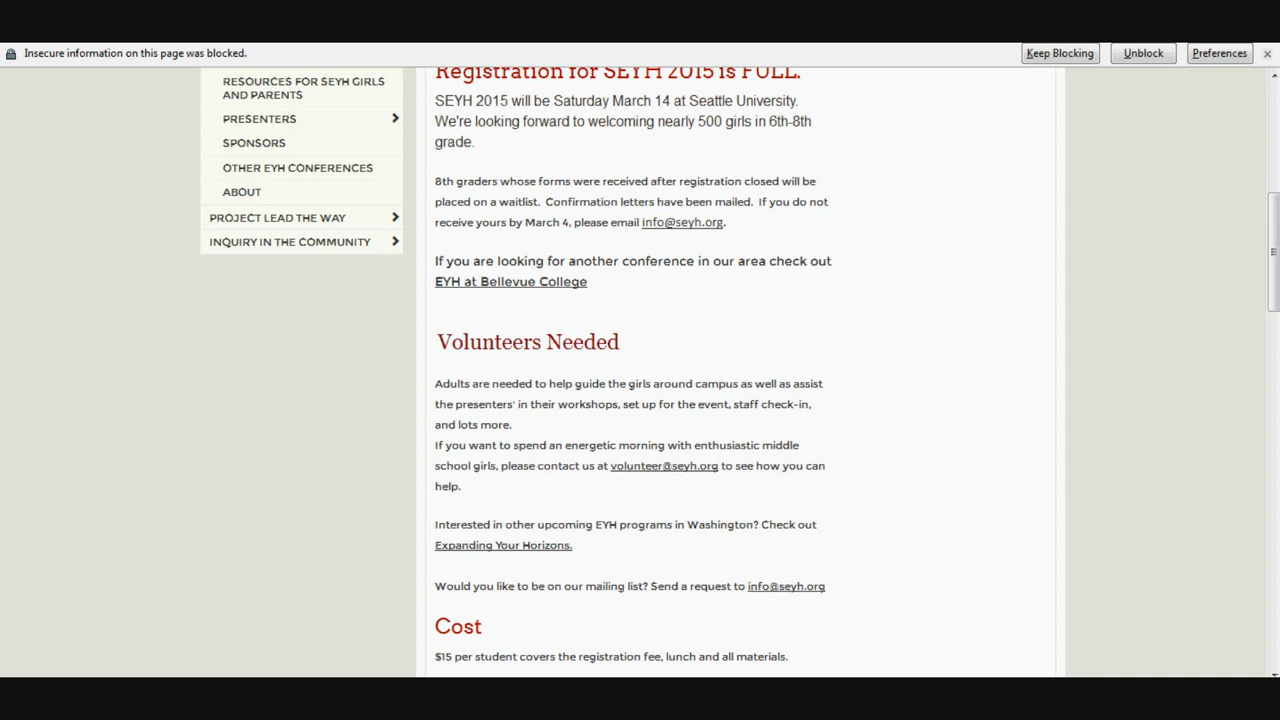 Insecure information on this page was blocked.
Keep Blocking
Unblock
Preferences
RESOURCES FOR SEYH GIRLS
AND PARENTS
PRESENTERS
SPONSORS
OTHER EYH CONFERENCES
ABOUT
PROJECT LEAD THE WAY
INQUIRY IN THE COMMUNITY
Registration for SEYH 2015 is FULL.
SEYH 2015 will be Saturday March 14 at Seattle University.
We're looking forward to welcoming nearly 500 girls in 6th-8th
grade.
8th graders whose forms were received after registration closed will be
placed on a waitlist. Confirmation letters have been mailed. If you do not
receive yours by March 4, please email info@seyh.org.
If you are looking for another conference in our area check out
EYH at Bellevue College
Volunteers Needed
Adults are needed to help guide the girls around campus as well as assist
the presenters' in their workshops, set up for the event, staff check-in,
and lots more.
If you want to spend an energetic morning with enthusiastic middle
school girls, please contact us at volunteer@seyh.org to see how you can
help.
Interested in other upcoming EYH programs in Washington? Check out
Expanding Your Horizons.
Would you like to be on our mailing list? Send a request to info@seyh.org
Cost
$15 per student covers the registration fee, lunch and all materials.